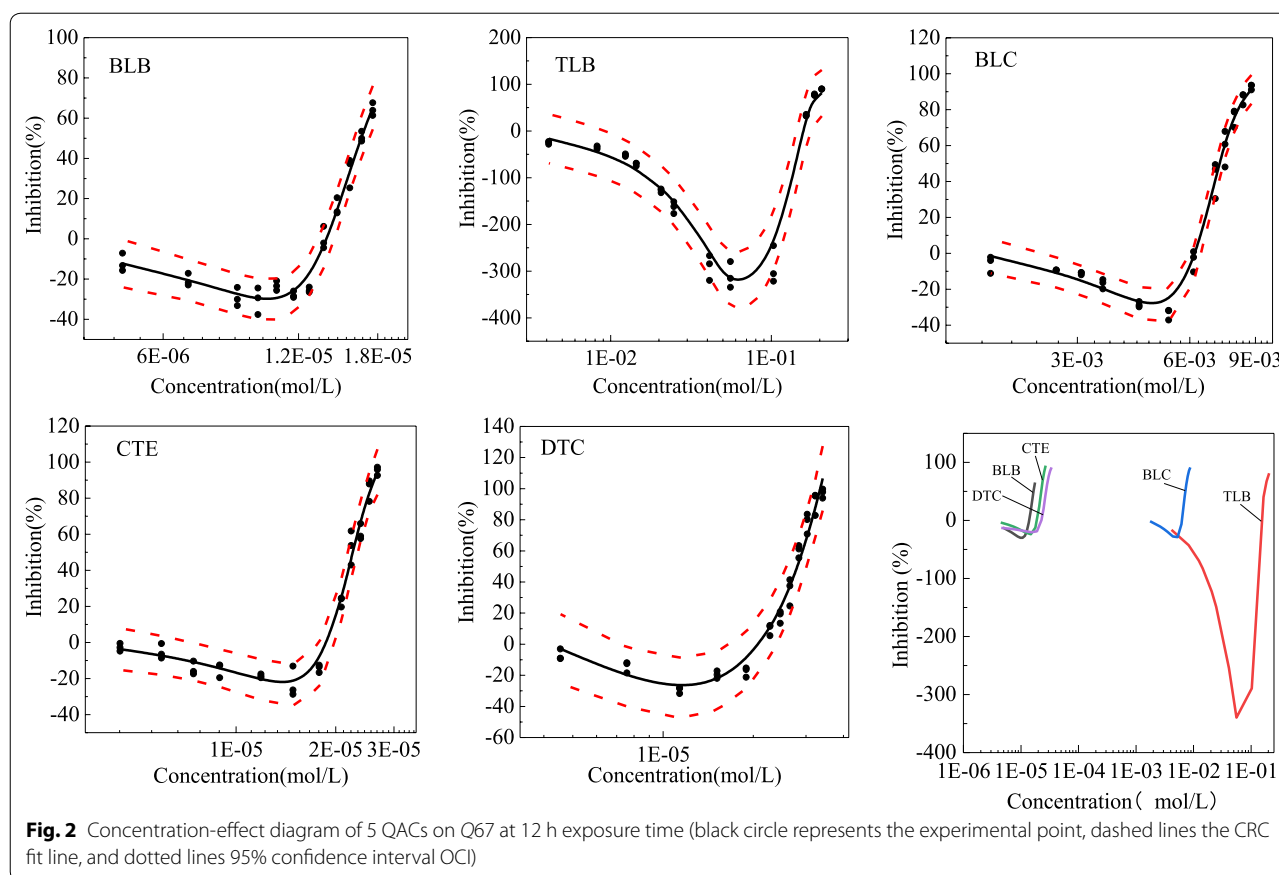 BLB
Inhibition(%)
100
80
60
40
20
0
-20
-40
6E-06 1.2E-05 1.8E-05
Concentration(mol/L)
TLB
Inhibition(%)
200
100
0
-100
-200
-300
-400
1E-02 1E-01
Concentration(mol/L)
BLC
Inhibition(%)
120
100
80
60
40
20
0
-20
-40
3E-03 6E-03 9E-03
Concentration(mol/L)
CTE
Inhibition(%)
120
100
80
60
40
20
0
-20
-40
1E-05 2E-05 3E-05
Concentration(mol/L)
DTC
Inhibition(%)
140
120
100
80
60
40
20
0
-20
-40
-60
1E-05
Concentration(mol/L)
Inhibition (%)
100
0
-100
-200
-300
-400
CTE
BLB
DTC
BLC
TLB
1E-06 1E-05 1E-04 1E-03 1E-02 1E-01
Concentration( mol/L)
Fig. 2 Concentration-effect diagram of 5 QACs on Q67 at 12 h exposure time (black circle represents the experimental point, dashed lines the CRC
fit line, and dotted lines 95% confidence interval OCI)